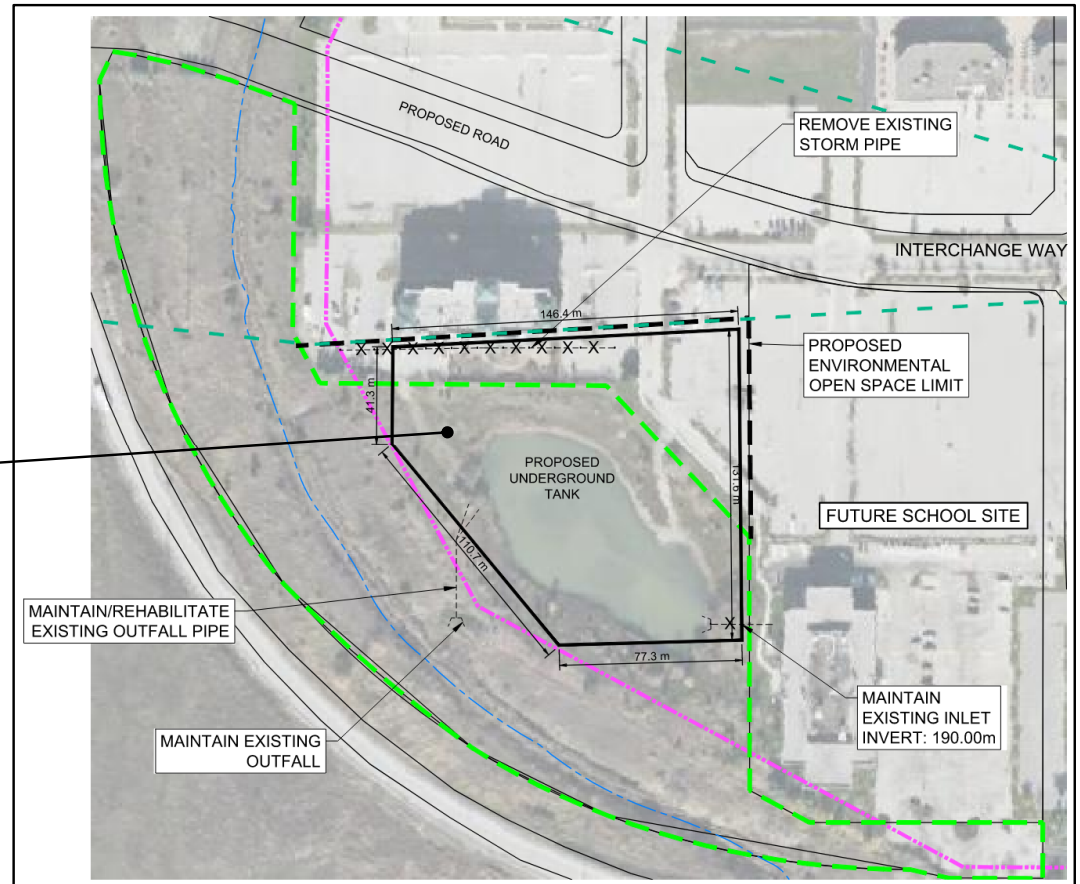 PROPOSED ROAD
REMOVE EXISTING
STORM PIPE
INTERCHANGE WAY
146.4 m
PROPOSED
ENVIRONMENTAL
OPEN SPACE LIMIT
41.3 m
PROPOSED
UNDERGROUND
TANK
131.6 m
FUTURE SCHOOL SITE
110.7 m
MAINTAIN/REHABILITATE
EXISTING OUTFALL PIPE
77.3 m
MAINTAIN
EXISTING INLET
INVERT: 190.00m
MAINTAIN EXISTING
OUTFALL